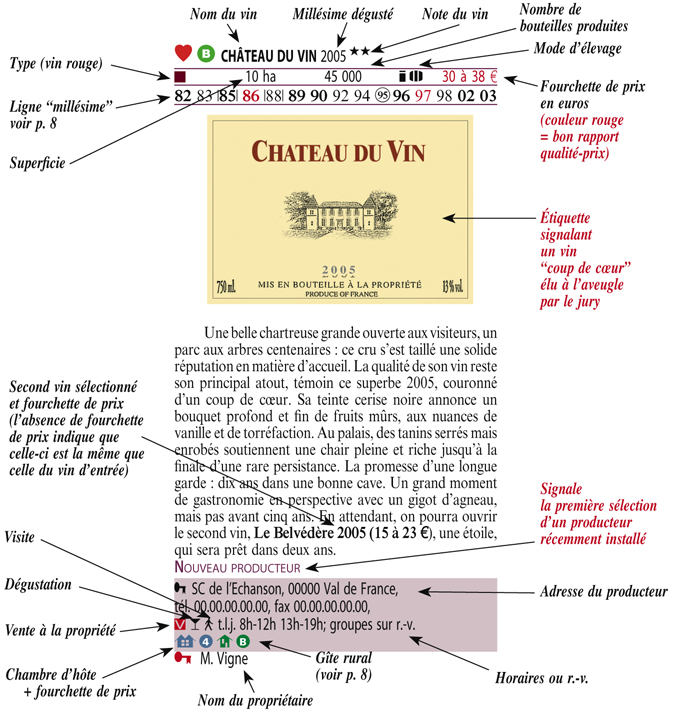 Nom du vin
Millésime dégusté
Note du vin
Nombre de
bouteilles produites
Mode d'élevage
B CHÂTEAU DU VIN 2005 ★★
Type (vin rouge)
10 ha 45 000 30 à 38 €
Fourchette de prix
en euros
(couleur rouge
= bon rapport
qualité-prix)
Ligne "millésime"
voir p. 8
82 83 |85| 86 |88| 89 90 92 94 95 96 97 98 02 03
Superficie
CHATEAU DU VIN
2005
750 ml.
MIS EN BOUTEILLE À LA PROPRIÉTÉ
PRODUCE OF FRANCE
13 % vol.
Étiquette
signalant
un vin
"coup de cœur"
élu à l'aveugle
par le jury
Une belle chartreuse grande ouverte aux visiteurs, un
parc aux arbres centenaires : ce cru s'est taillé une solide
réputation en matière d'accueil. La qualité de son vin reste
son principal atout, témoin ce superbe 2005, couronné
d'un coup de cœur. Sa teinte cerise noire annonce un
bouquet profond et fin de fruits mûrs, aux nuances de
vanille et de torréfaction. Au palais, des tanins serrés mais
enrobés soutiennent une chair pleine et riche jusqu'à la
finale d'une rare persistance. La promesse d'une longue
garde : dix ans dans une bonne cave. Un grand moment
de gastronomie en perspective avec un gigot d'agneau,
mais pas avant cinq ans. En attendant, on pourra ouvrir
le second vin, Le Belvédère 2005 (15 à 23 €), une étoile,
qui sera prêt dans deux ans.
Second vin sélectionné
et fourchette de prix
(l'absence de fourchette
de prix indique que
celle-ci est la même que
celle du vin d'entrée)
Signale
la première sélection
d'un producteur
récemment installé
NOUVEAU PRODUCTEUR
SC de l'Echanson, 00000 Val de France,
tél. 00.00.00.00.00, fax 00.00.00.00.00,
V t.l.j. 8h-12h 13h-19h; groupes sur r.-v.
4 B
M. Vigne
Adresse du producteur
Visite
Dégustation
Vente à la propriété
Chambre d'hôte
+ fourchette de prix
Gîte rural
(voir p. 8)
Horaires ou r.-v.
Nom du propriétaire